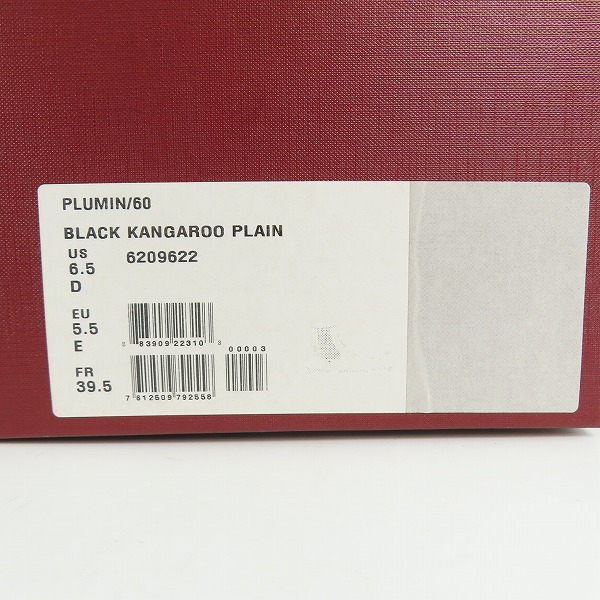 PLUMIN/60
BLACK KANGAROO PLAIN
US
6.5 6209622
D
EU
5.5
E
8 83909 22310 3
00003
FR
39.5
7 612509 792558